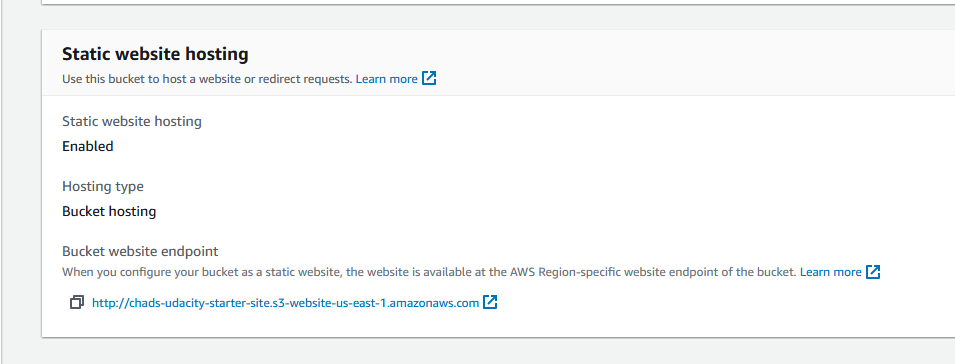 Static website hosting
Use this bucket to host a website or redirect requests. Learn more
Static website hosting
Enabled
Hosting type
Bucket hosting
Bucket website endpoint
When you configure your bucket as a static website, the website is available at the AWS Region-specific website endpoint of the bucket. Learn more
http://chads-udacity-starter-site.s3-website-us-east-1.amazonaws.com